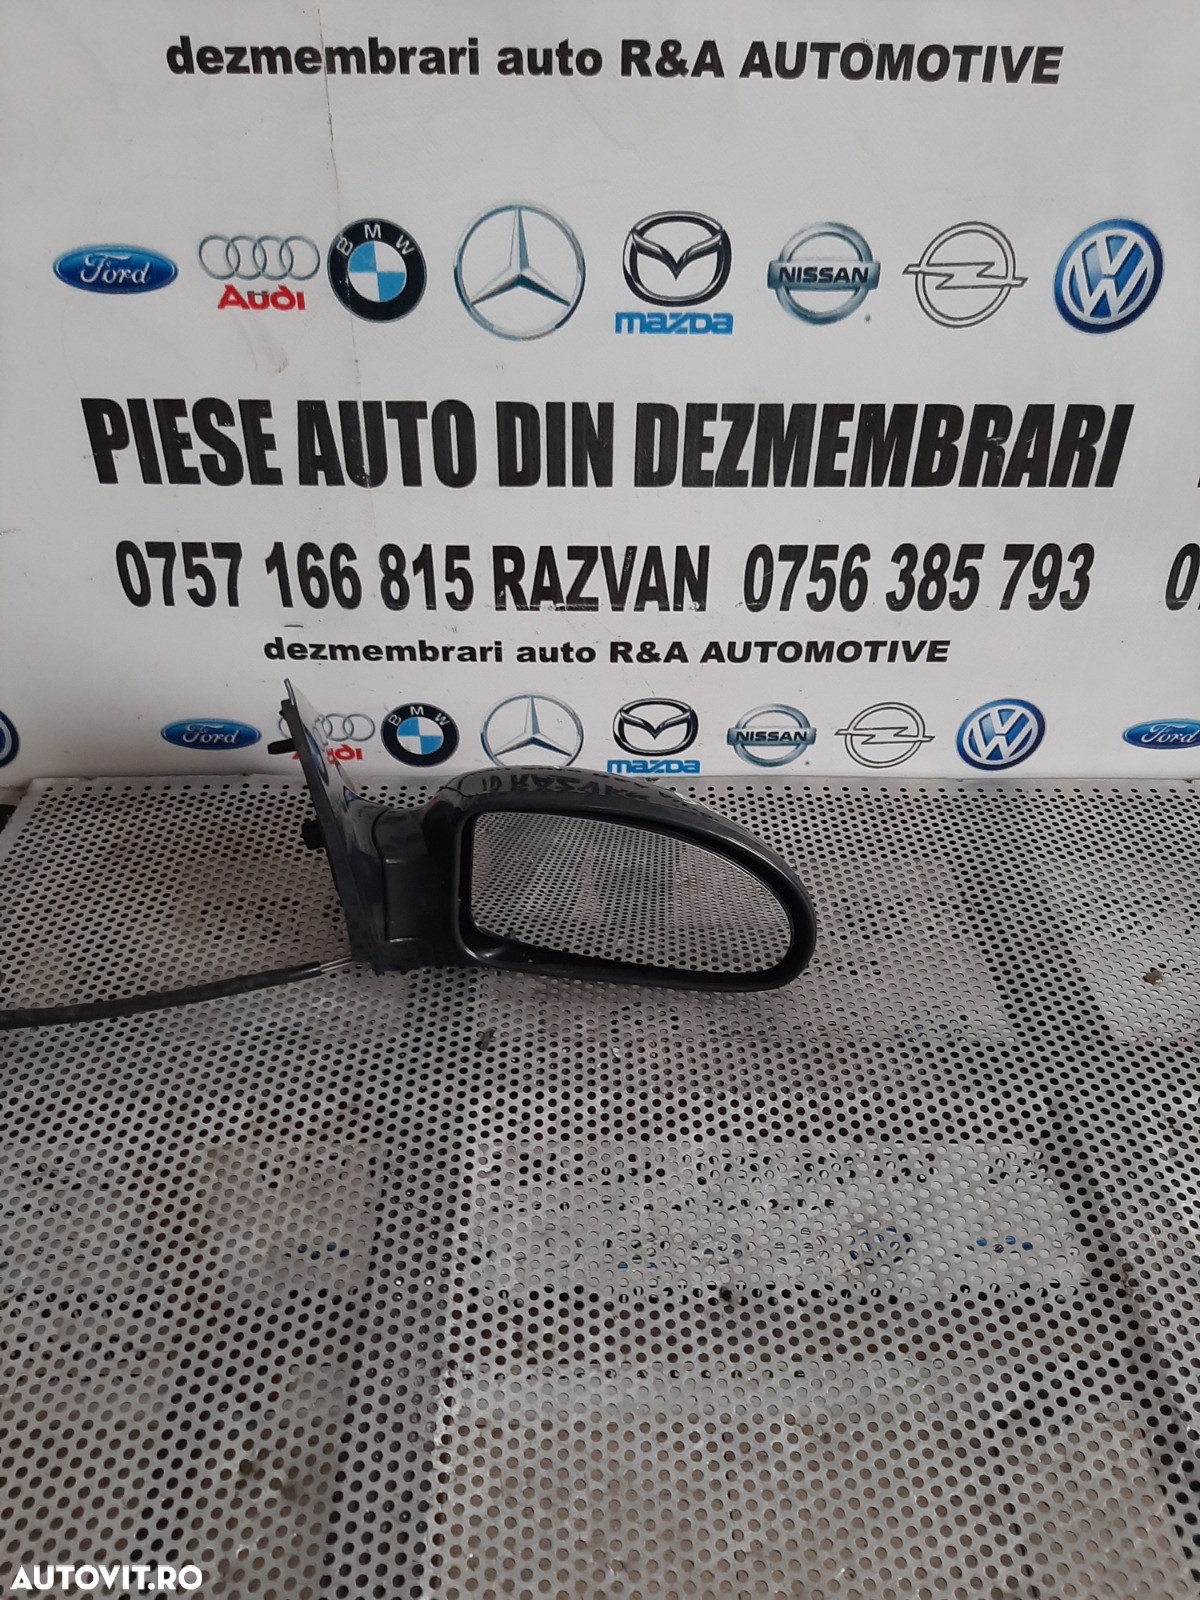 dezmembrari auto R&A AUTOMOTIVE
Ford Audi BMW mazda NISSAN
PIESE AUTO DIN DEZMEMBRARI
0757 166 815 RAZVAN 0756 385 793
dezmembrari auto R&A AUTOMOTIVE
Ford Audi BMW mazda NISSAN Ford
AUTOVIT.RO